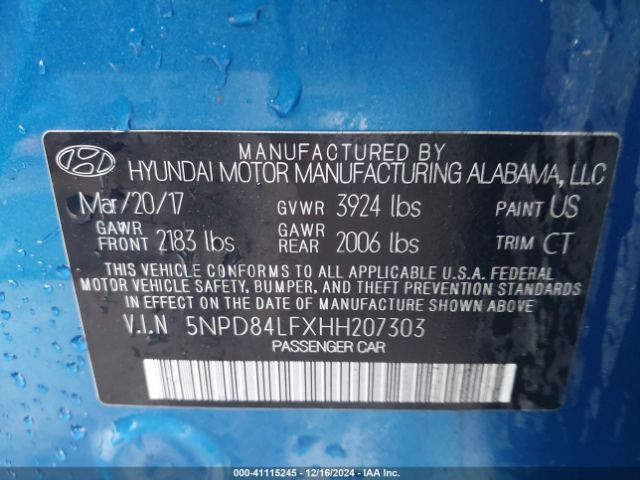 MANUFACTURED BY
HYUNDAI MOTOR MANUFACTURING ALABAMA, LLC
Mar/20/17 GVWR 3924 lbs PAINT US
GAWR FRONT 2183 lbs GAWR REAR 2006 lbs TRIM CT
THIS VEHICLE CONFORMS TO ALL APPLICABLE U.S.A. FEDERAL
MOTOR VEHICLE SAFETY, BUMPER, AND THEFT PREVENTION STANDARDS
IN EFFECT ON THE DATE OF MANUFACTURE SHOWN ABOVE
V.I.N 5NPD84LFXHH207303
PASSENGER CAR
000-41115245 - 12/16/2024 - IAA Inc.